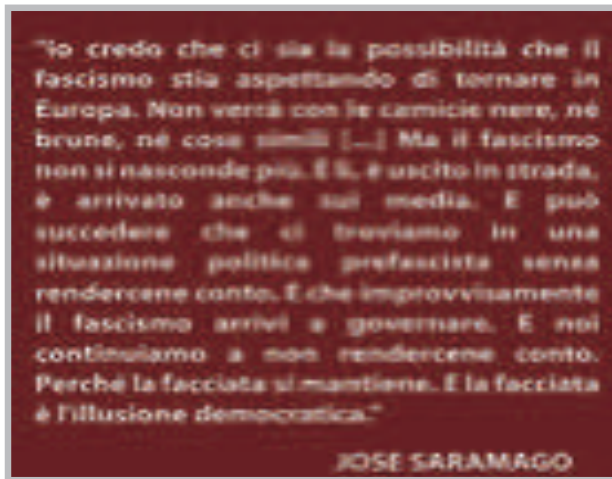 "Io credo che ci sia la possibilità che il
fascismo stia aspettando di tornare in
Europa. Non verrà con le camicie nere, né
brune, né cose simili [...] Ma il fascismo
non si nasconde più. È lì, è uscito in strada,
è arrivato anche sui media. E può
succedere che ci troviamo in una
situazione politica prefascista senza
rendercene conto. E che improvvisamente
il fascismo arrivi a governare. E noi
continuiamo a non rendercene conto.
Perché la facciata si mantiene. E la facciata
è l'illusione democratica."
JOSE SARAMAGO